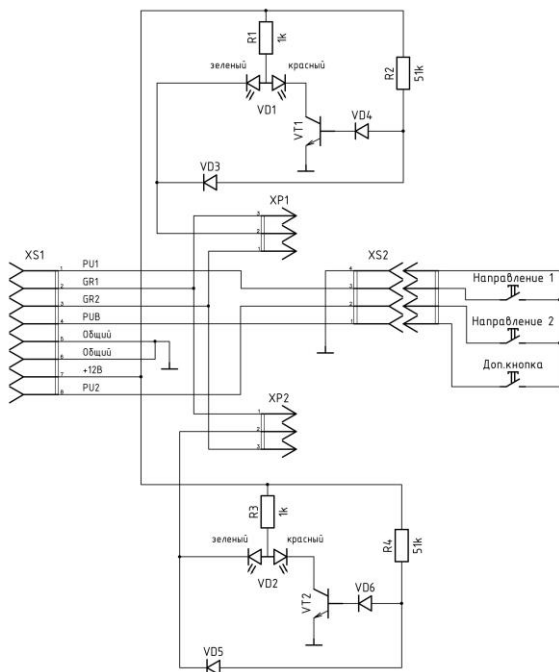 R1
1k
R2
51k
зеленый
красный
VD1
VT1
VD4
VD3
XP1
3
2
1
XS1
XS2
1 PU1
2 GR1
3 GR2
4 PUB
5 Общий
6 Общий
7 +12В
8 PU2
4
3
2
1
Направление 1
Направление 2
Доп.кнопка
XP2
1
2
3
R3
1k
R4
51k
зеленый
красный
VD2
VT2
VD6
VD5